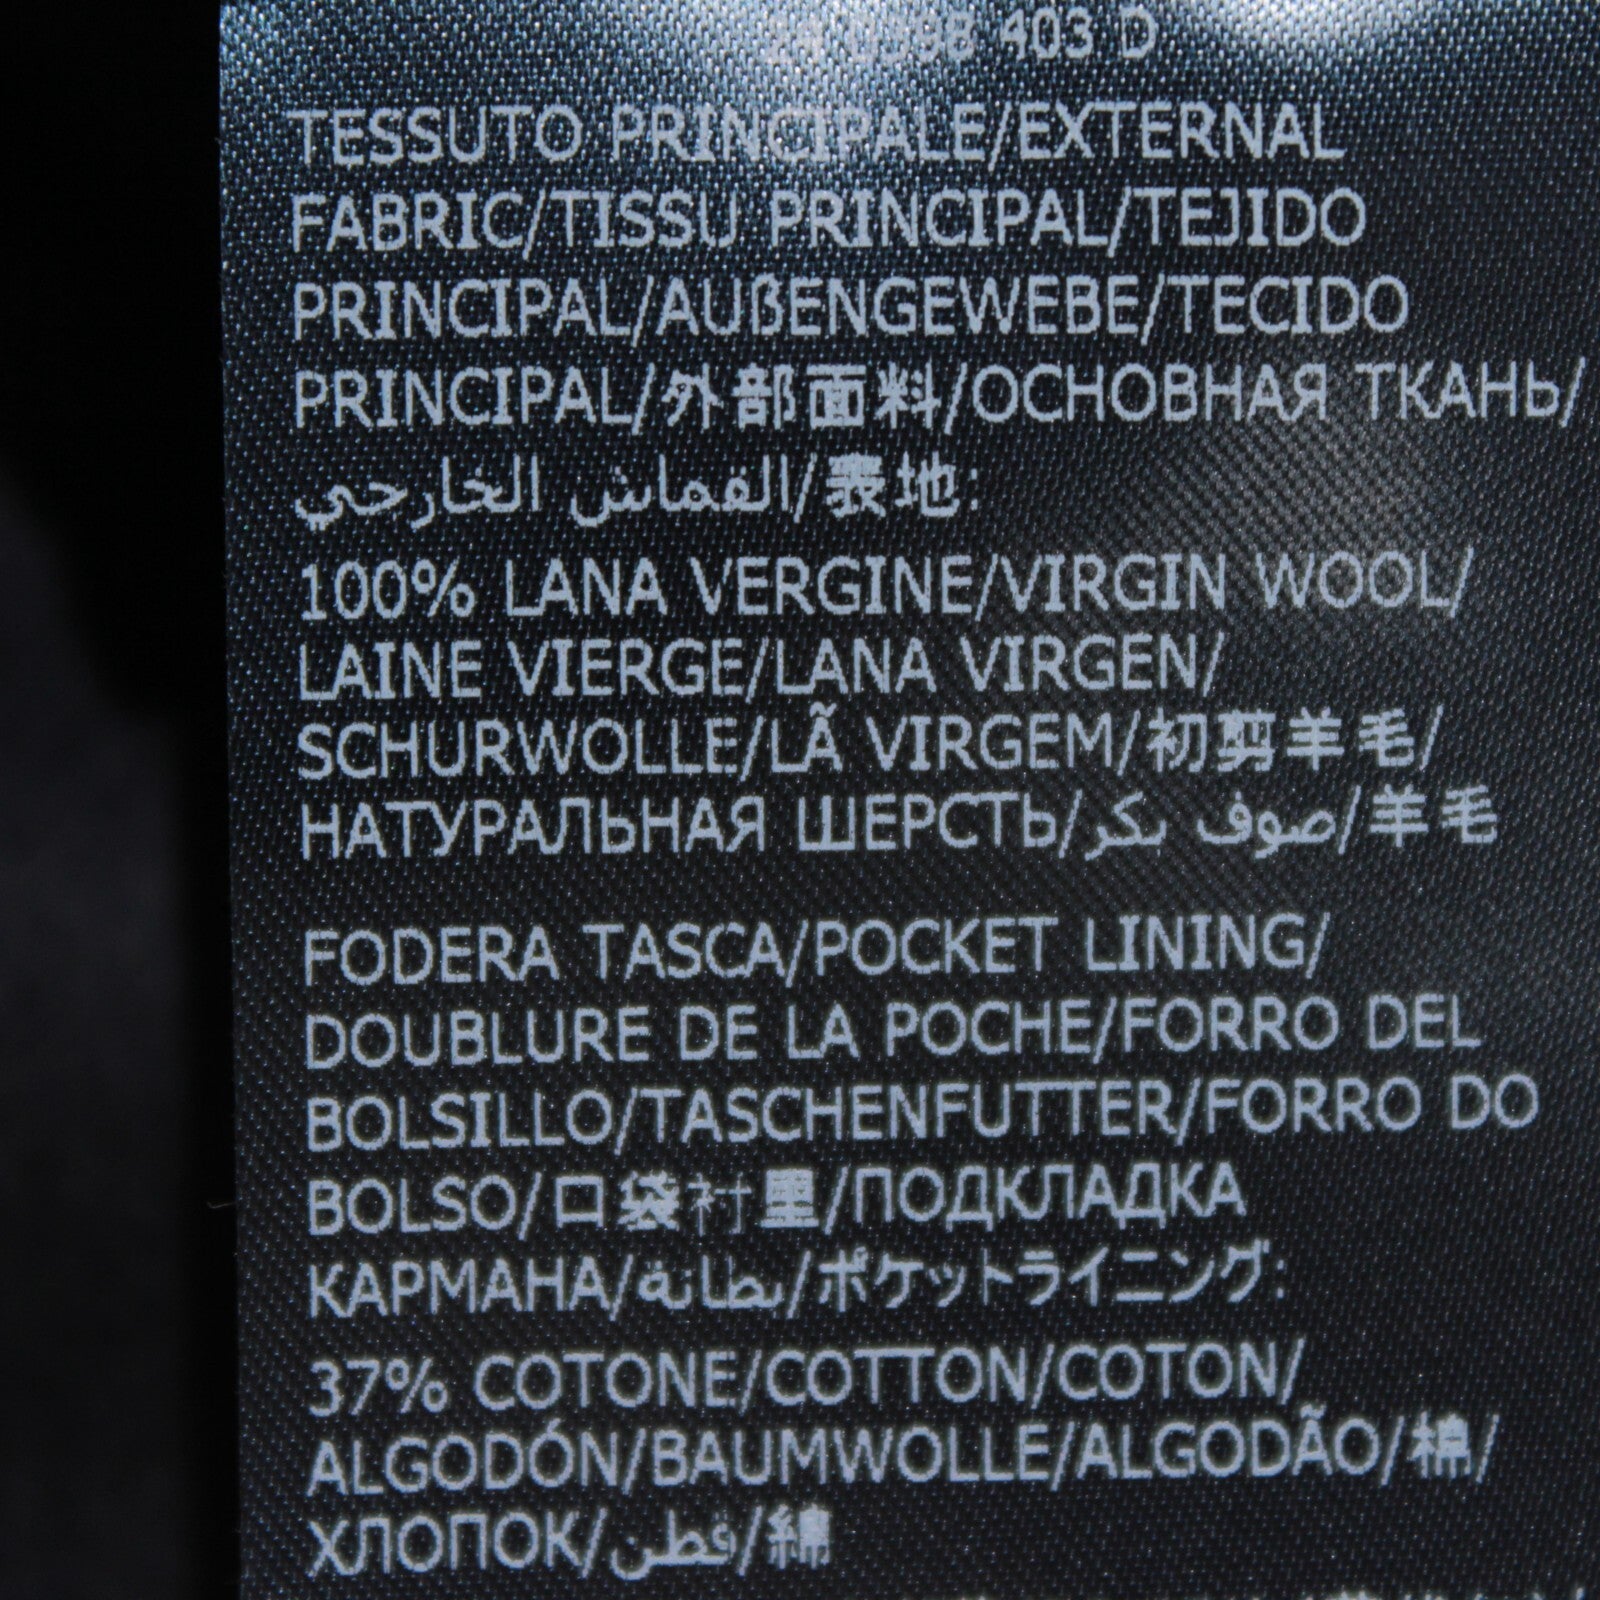 0398 403 D
TESSUTO PRINCIPALE/EXTERNAL
FABRIC/TISSU PRINCIPAL/TEJIDO
PRINCIPAL/AUßENGEWEBE/TECIDO
PRINCIPAL/外部面料/ОСНОВНАЯ ТКАНЬ/
القماش الخارجي/表地:
100% LANA VERGINE/VIRGIN WOOL/
LAINE VIERGE/LANA VIRGEN/
SCHURWOLLE/LÃ VIRGEM/初剪羊毛/
НАТУРАЛЬНАЯ ШЕРСТЬ/صوف بكر/羊毛
FODERA TASCA/POCKET LINING/
DOUBLURE DE LA POCHE/FORRO DEL
BOLSILLO/TASCHENFUTTER/FORRO DO
BOLSO/口袋衬里/ПОДКЛАДКА
КАРМАНА/بطانة/ポケットライニング:
37% COTONE/COTTON/COTON/
ALGODÓN/BAUMWOLLE/ALGODÃO/棉/
ХЛОПОК/قطن/綿